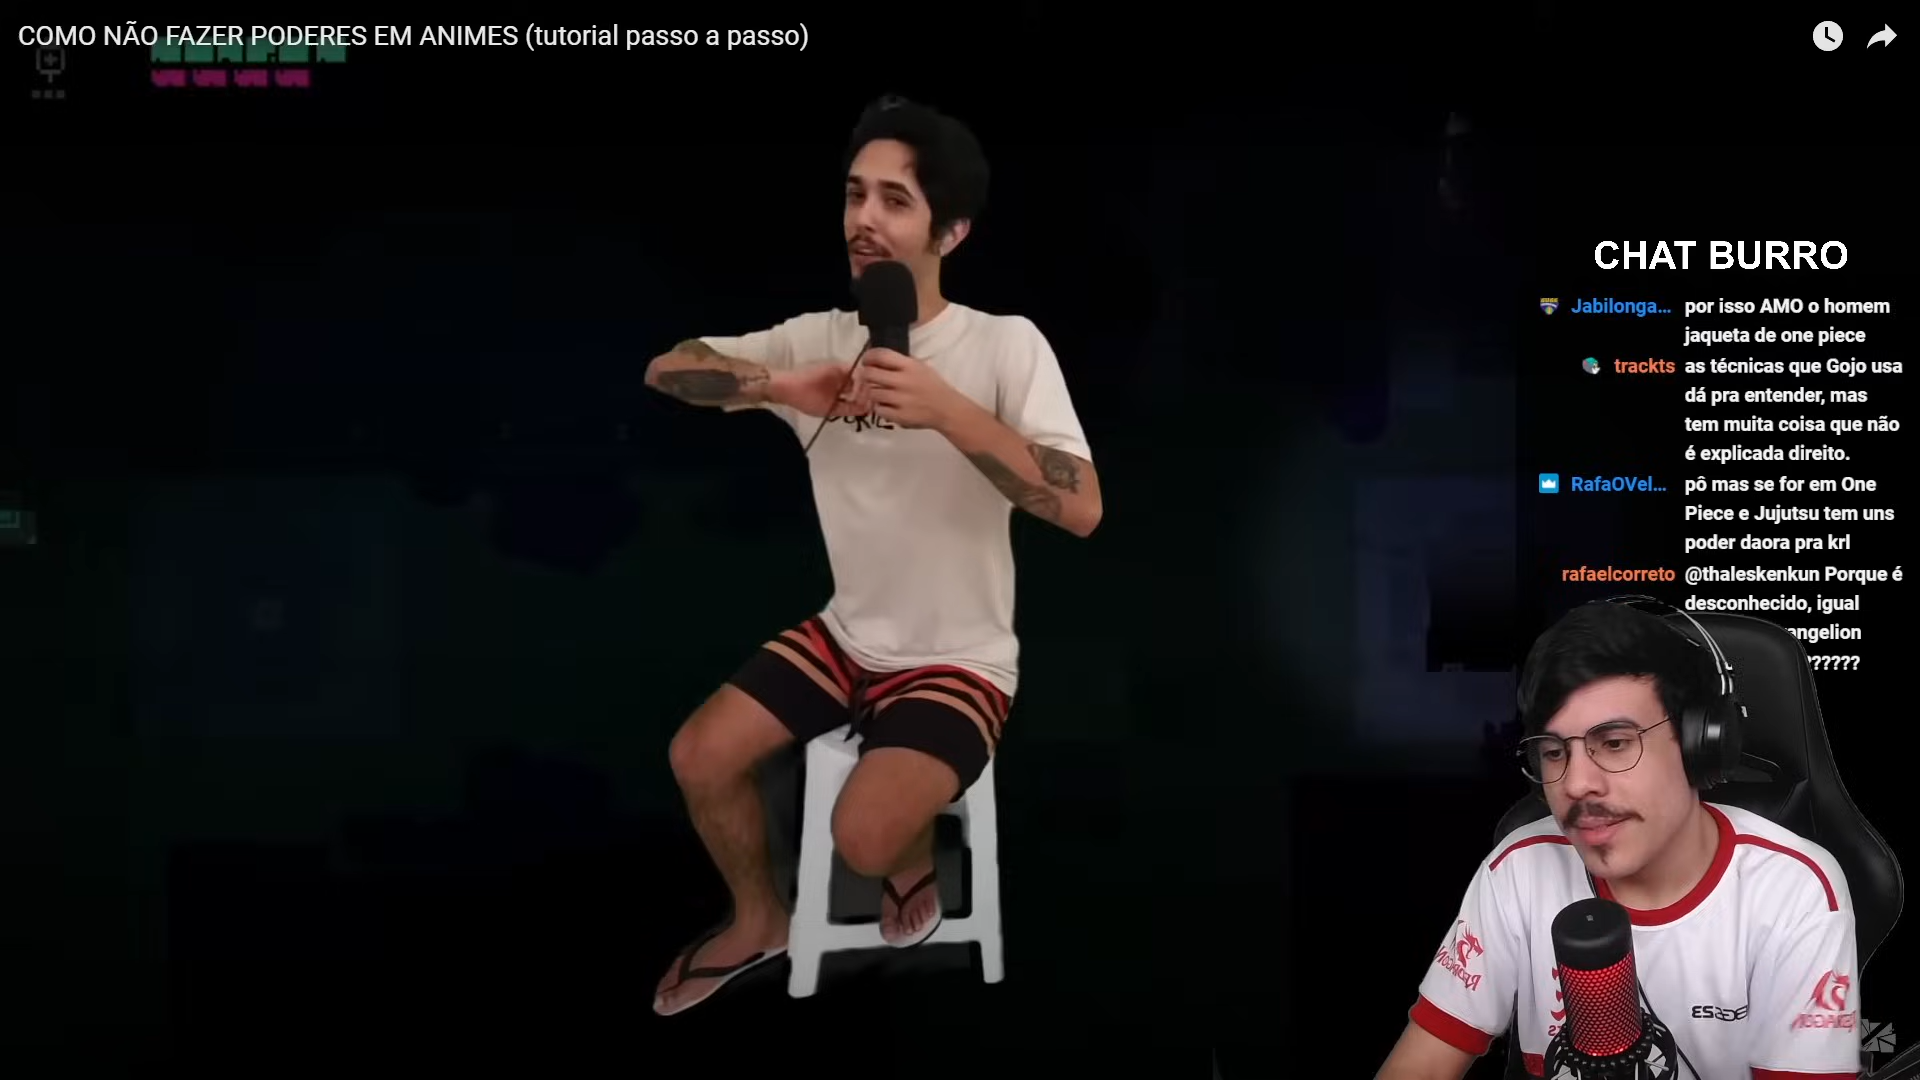 COMO NÃO FAZER PODERES EM ANIMES (tutorial passo a passo)
CHAT BURRO
Jabilonga... por isso AMO o homem
jaqueta de one piece
trackts as técnicas que Gojo usa
dá pra entender, mas
tem muita coisa que não
é explicada direito.
RafaOVel... pô mas se for em One
Piece e Jujutsu tem uns
poder daora pra krl
rafaelcorreto @thaleskenkun Porque é
desconhecido, igual
angelion
??????
REDRAGON
REDRAGON